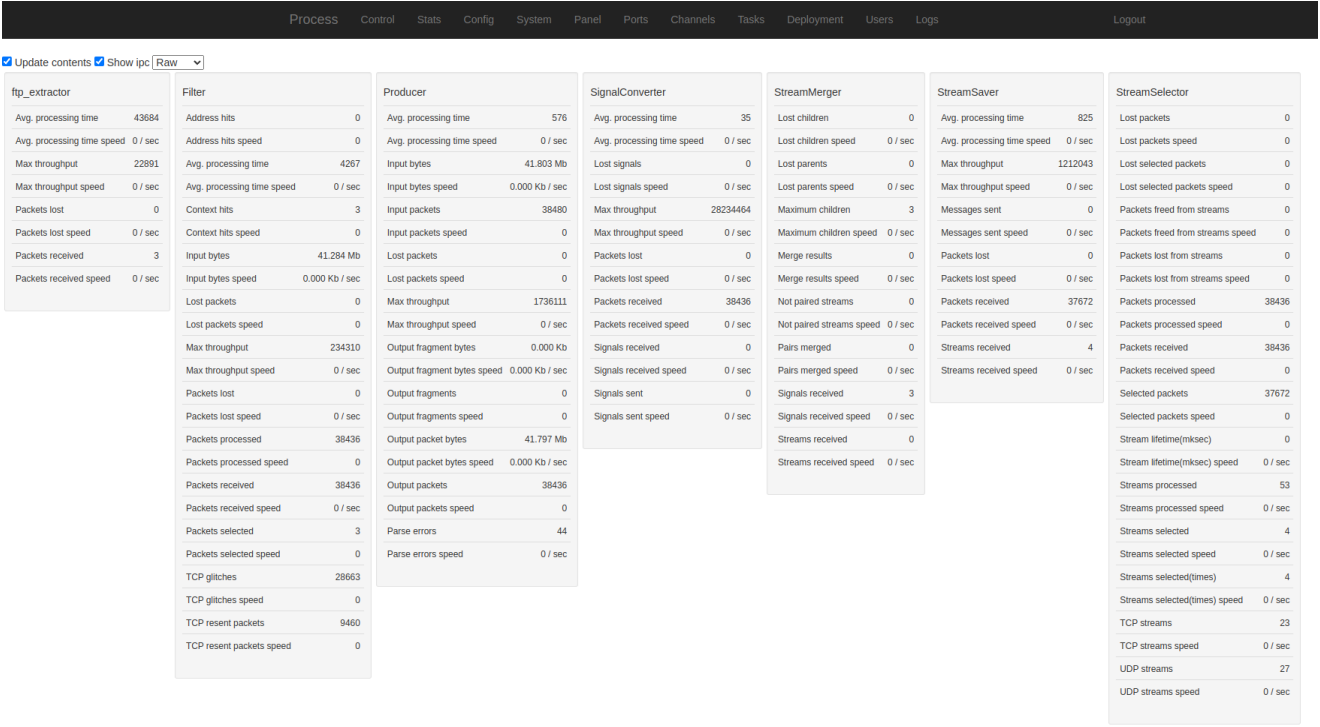 Process Control Stats Config System Panel Ports Channels Tasks Deployment Users Logs Logout
Update contents Show ipc Raw
ftp_extractor
Avg. processing time 43684
Avg. processing time speed 0 / sec
Max throughput 22891
Max throughput speed 0 / sec
Packets lost 0
Packets lost speed 0 / sec
Packets received 3
Packets received speed 0 / sec
Filter
Address hits 0
Address hits speed 0
Avg. processing time 4267
Avg. processing time speed 0 / sec
Context hits 3
Context hits speed 0
Input bytes 41.284 Mb
Input bytes speed 0.000 Kb / sec
Lost packets 0
Lost packets speed 0
Max throughput 234310
Max throughput speed 0 / sec
Packets lost 0
Packets lost speed 0 / sec
Packets processed 38436
Packets processed speed 0
Packets received 38436
Packets received speed 0 / sec
Packets selected 3
Packets selected speed 0
TCP glitches 28663
TCP glitches speed 0
TCP resent packets 9460
TCP resent packets speed 0
Producer
Avg. processing time 576
Avg. processing time speed 0 / sec
Input bytes 41.803 Mb
Input bytes speed 0.000 Kb / sec
Input packets 38480
Input packets speed 0
Lost packets 0
Lost packets speed 0
Max throughput 1736111
Max throughput speed 0 / sec
Output fragment bytes 0.000 Kb
Output fragment bytes speed 0.000 Kb / sec
Output fragments 0
Output fragments speed 0
Output packet bytes 41.797 Mb
Output packet bytes speed 0.000 Kb / sec
Output packets 38436
Output packets speed 0
Parse errors 44
Parse errors speed 0 / sec
SignalConverter
Avg. processing time 35
Avg. processing time speed 0 / sec
Lost signals 0
Lost signals speed 0 / sec
Max throughput 28234464
Max throughput speed 0 / sec
Packets lost 0
Packets lost speed 0 / sec
Packets received 38436
Packets received speed 0 / sec
Signals received 0
Signals received speed 0 / sec
Signals sent 0
Signals sent speed 0 / sec
StreamMerger
Lost children 0
Lost children speed 0 / sec
Lost parents 0
Lost parents speed 0 / sec
Maximum children 3
Maximum children speed 0 / sec
Merge results 0
Merge results speed 0 / sec
Not paired streams 0
Not paired streams speed 0 / sec
Pairs merged 0
Pairs merged speed 0 / sec
Signals received 3
Signals received speed 0 / sec
Streams received 0
Streams received speed 0 / sec
StreamSaver
Avg. processing time 825
Avg. processing time speed 0 / sec
Max throughput 1212043
Max throughput speed 0 / sec
Messages sent 0
Messages sent speed 0 / sec
Packets lost 0
Packets lost speed 0 / sec
Packets received 37672
Packets received speed 0 / sec
Streams received 4
Streams received speed 0 / sec
StreamSelector
Lost packets 0
Lost packets speed 0
Lost selected packets 0
Lost selected packets speed 0
Packets freed from streams 0
Packets freed from streams speed 0
Packets lost from streams 0
Packets lost from streams speed 0
Packets processed 38436
Packets processed speed 0
Packets received 38436
Packets received speed 0
Selected packets 37672
Selected packets speed 0
Stream lifetime(mksec) 0
Stream lifetime(mksec) speed 0 / sec
Streams processed 53
Streams processed speed 0 / sec
Streams selected 4
Streams selected speed 0 / sec
Streams selected(times) 4
Streams selected(times) speed 0 / sec
TCP streams 23
TCP streams speed 0 / sec
UDP streams 27
UDP streams speed 0 / sec